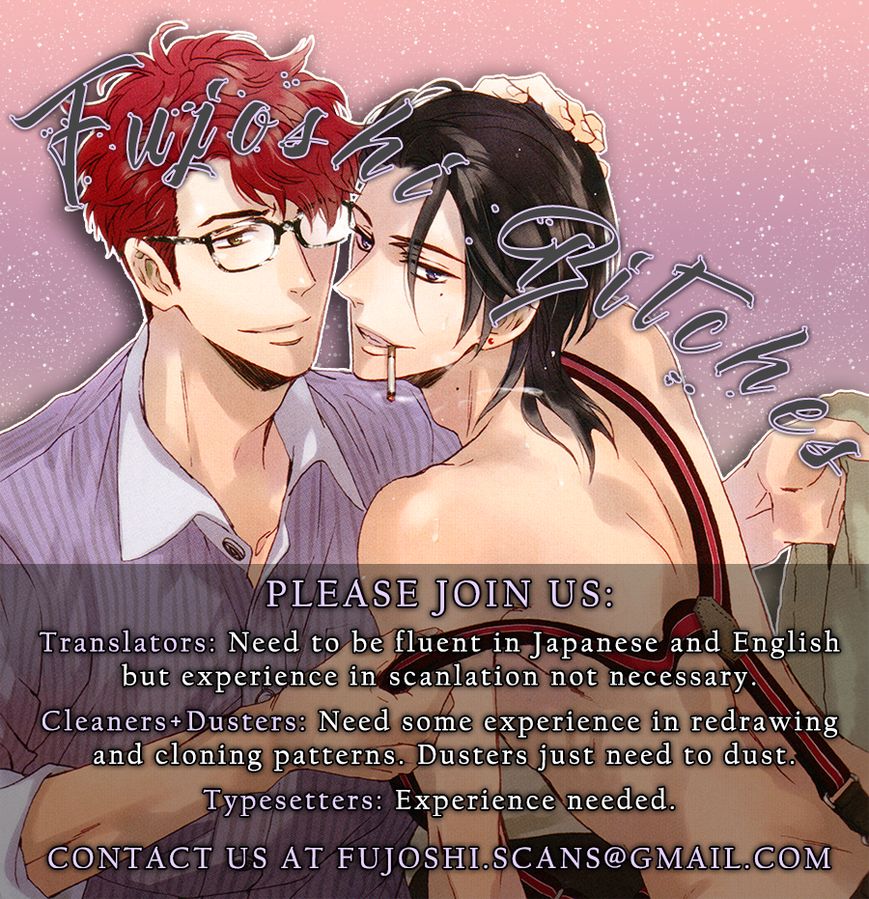 Fujoshi Bitches
PLEASE JOIN US:
Translators: Need to be fluent in Japanese and English
but experience in scanlation not necessary.
Cleaners+Dusters: Need some experience in redrawing
and cloning patterns. Dusters just need to dust.
Typesetters: Experience needed.
CONTACT US AT FUJOSHI.SCANS@GMAIL.COM